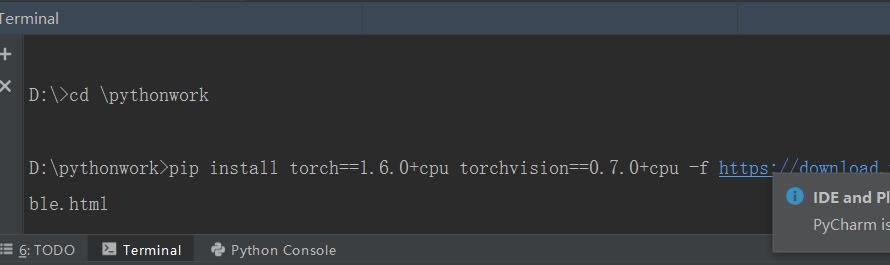 Terminal
D:\>cd \pythonwork
D:\pythonwork>pip install torch==1.6.0+cpu torchvision==0.7.0+cpu -f https://download
ble.html
IDE and Pl
PyCharm is
6: TODO Terminal Python Console